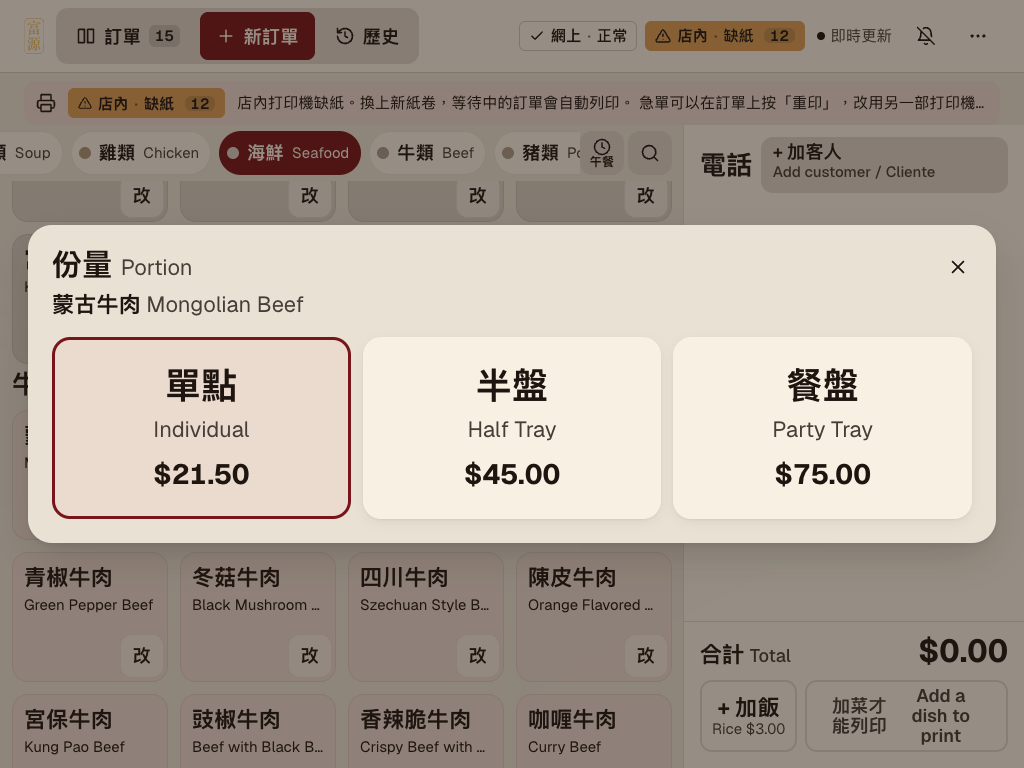 富源
訂單 15
+ 新訂單
歷史
網上 · 正常
店內 · 缺紙 12
即時更新
店內 · 缺紙 12
店內打印機缺紙。換上新紙卷，等待中的訂單會自動列印。 急單可以在訂單上按「重印」，改用另一部打印機…
類 Soup
雞類 Chicken
海鮮 Seafood
牛類 Beef
豬類
午餐
電話
+ 加客人
Add customer / Cliente
改
改
改
改
份量 Portion
蒙古牛肉 Mongolian Beef
單點
Individual
$21.50
半盤
Half Tray
$45.00
餐盤
Party Tray
$75.00
青椒牛肉
Green Pepper Beef
改
冬菇牛肉
Black Mushroom …
改
四川牛肉
Szechuan Style B…
改
陳皮牛肉
Orange Flavored …
改
宮保牛肉
Kung Pao Beef
豉椒牛肉
Beef with Black B…
香辣脆牛肉
Crispy Beef with …
咖喱牛肉
Curry Beef
合計 Total
$0.00
+ 加飯
Rice $3.00
加菜才
能列印
Add a
dish to
print